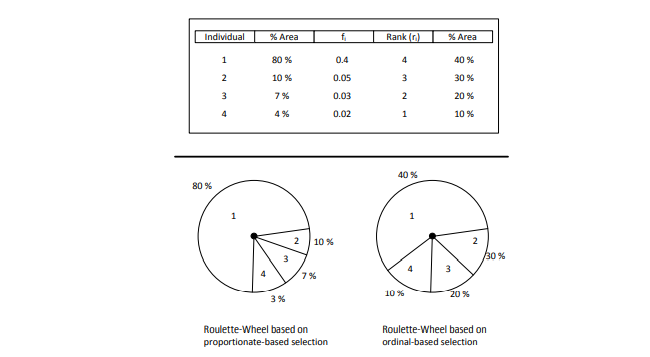 Individual % Area fi Rank (ri) % Area
1 80 % 0.4 4 40 %
2 10 % 0.05 3 30 %
3 7 % 0.03 2 20 %
4 4 % 0.02 1 10 %
80 %
1
2
10 %
3
7 %
4
3 %
40 %
1
2
30 %
3
4
10 %
20 %
Roulette-Wheel based on
proportionate-based selection
Roulette-Wheel based on
ordinal-based selection